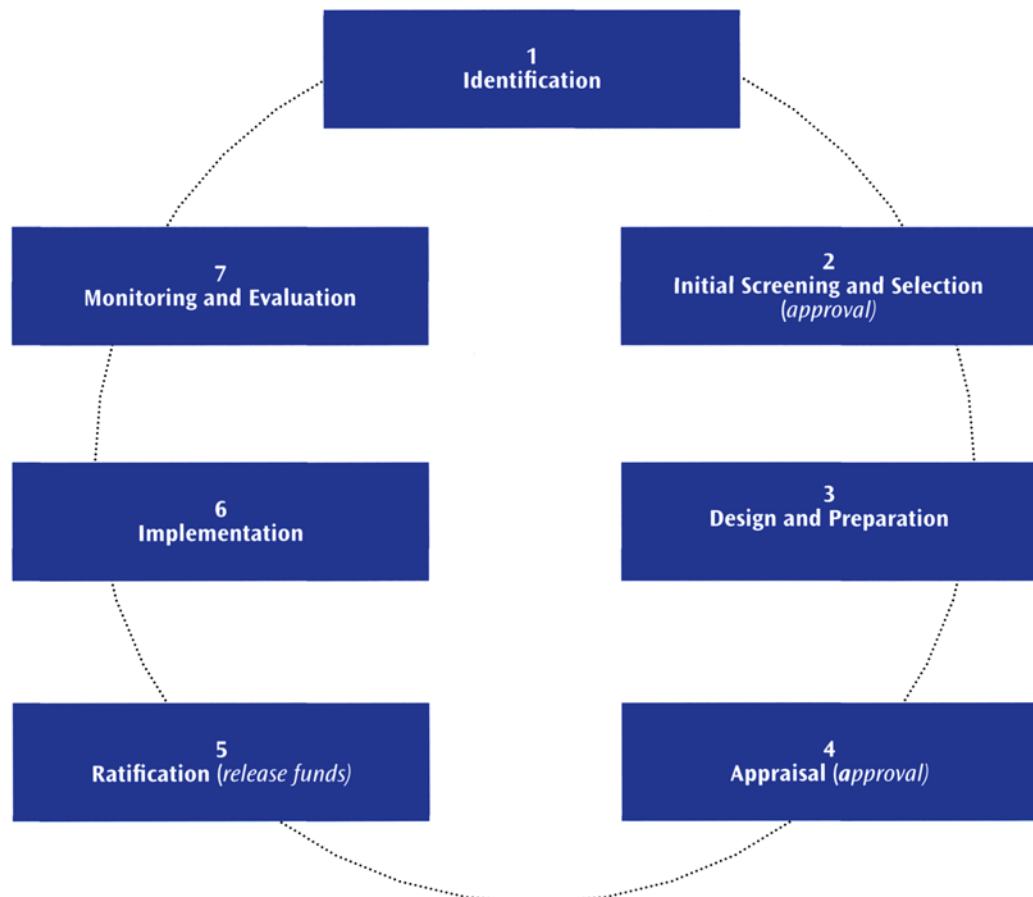 1
Identification
2
Initial Screening and Selection
(approval)
3
Design and Preparation
4
Appraisal (approval)
5
Ratification (release funds)
6
Implementation
7
Monitoring and Evaluation